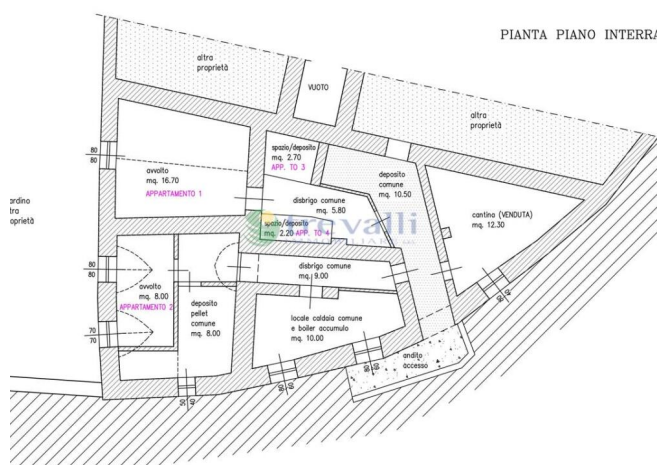 PIANTA PIANO INTERRA
altra
proprietà
VUOTO
altra
proprietà
80
80
avvolto
mq. 16.70
APPARTAMENTO 1
spazio/deposito
mq. 2.70
APP. TO 3
deposito
comune
mq. 10.50
disbrigo comune
mq. 5.80
cantina (VENDUTA)
mq. 12.30
ardino
tra
oprietà
trevalli
spazio/deposito
mq. 2.20 APP. TO 4
80
80
avvolto
mq. 8.00
APPARTAMENTO 2
disbrigo comune
mq. 9.00
deposito
pellet
comune
mq. 8.00
locale caldaia comune
e boiler accumulo
mq. 10.00
70
70
andito
accesso